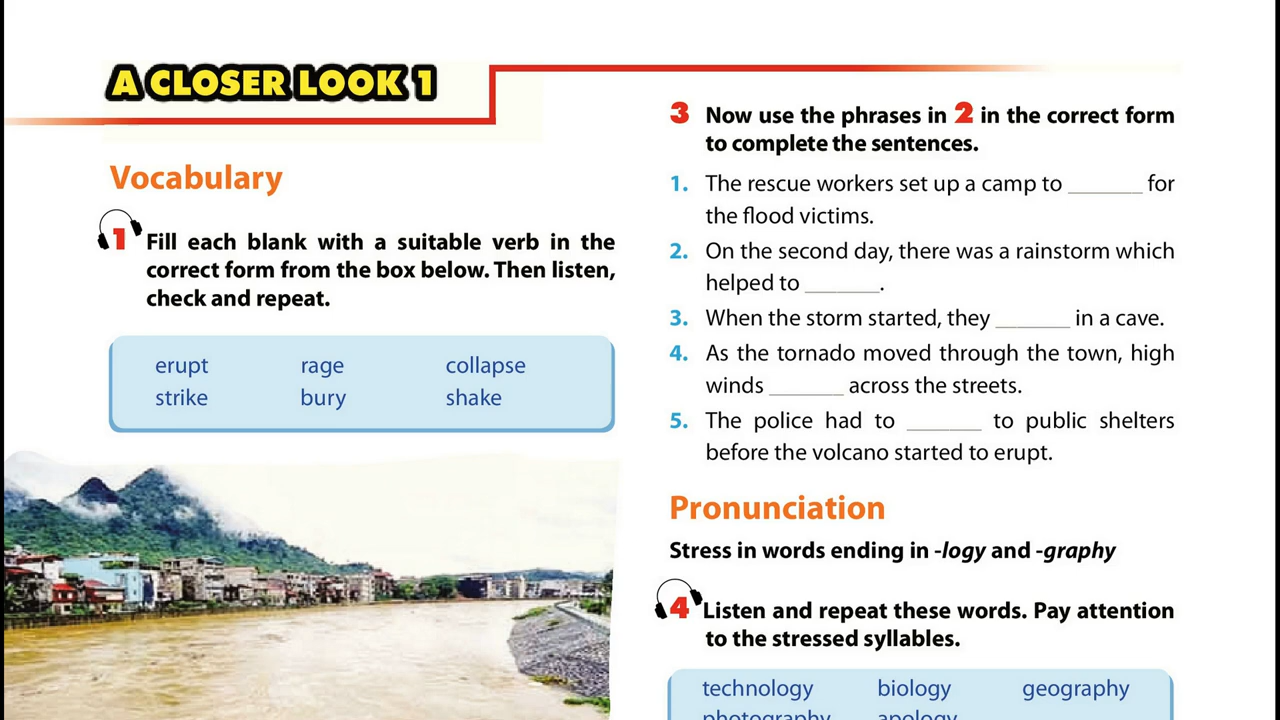 A CLOSER LOOK 1
Vocabulary
1 Fill each blank with a suitable verb in the
correct form from the box below. Then listen,
check and repeat.
erupt rage collapse
strike bury shake
3 Now use the phrases in 2 in the correct form
to complete the sentences.
1. The rescue workers set up a camp to _______ for
the flood victims.
2. On the second day, there was a rainstorm which
helped to _______.
3. When the storm started, they _______ in a cave.
4. As the tornado moved through the town, high
winds _______ across the streets.
5. The police had to _______ to public shelters
before the volcano started to erupt.
Pronunciation
Stress in words ending in -logy and -graphy
4 Listen and repeat these words. Pay attention
to the stressed syllables.
technology biology geography
photography apology